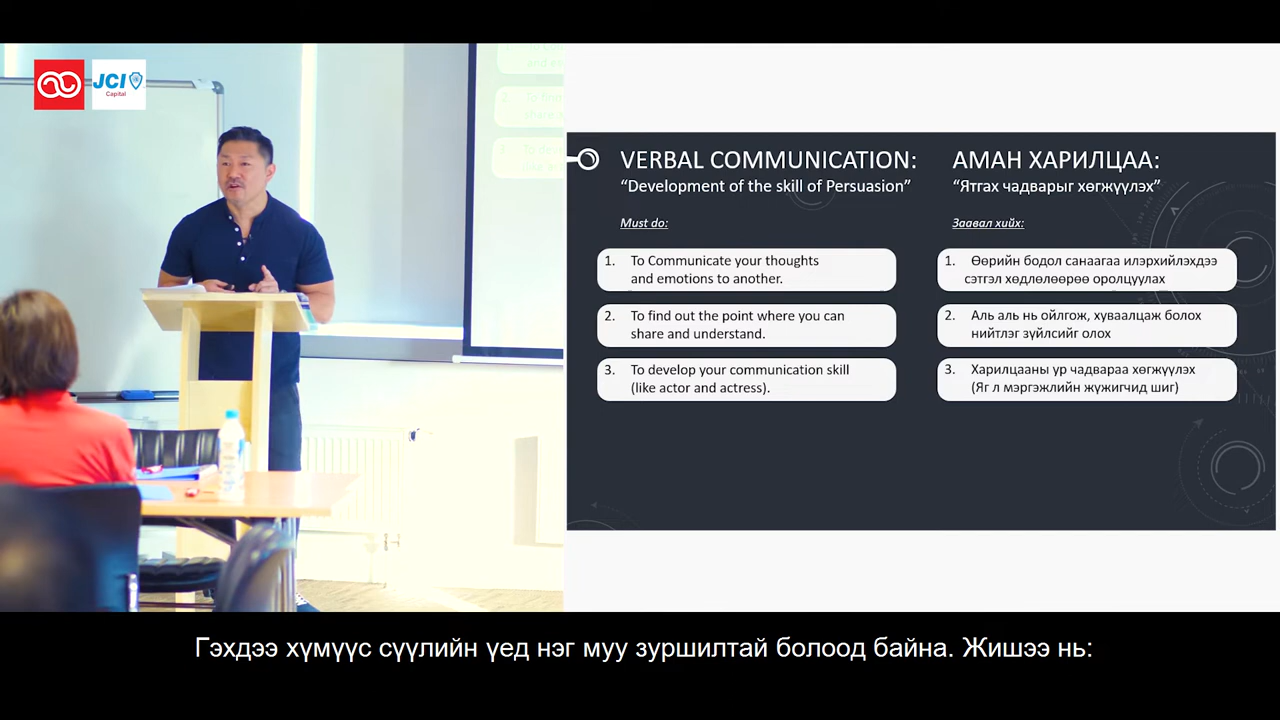 JCI
Capital
VERBAL COMMUNICATION:
“Development of the skill of Persuasion”
Must do:
1. To Communicate your thoughts
and emotions to another.
2. To find out the point where you can
share and understand.
3. To develop your communication skill
(like actor and actress).
АМАН ХАРИЛЦАА:
“Ятгах чадварыг хөгжүүлэх”
Заавал хийх:
1. Өөрийн бодол санаагаа илэрхийлэхдээ
сэтгэл хөдлөлөөрөө оролцуулах
2. Аль аль нь ойлгож, хуваалцаж болох
нийтлэг зүйлсийг олох
3. Харилцааны ур чадвараа хөгжүүлэх
(Яг л мэргэжлийн жүжигчид шиг)
Гэхдээ хүмүүс сүүлийн үед нэг муу зуршилтай болоод байна. Жишээ нь: